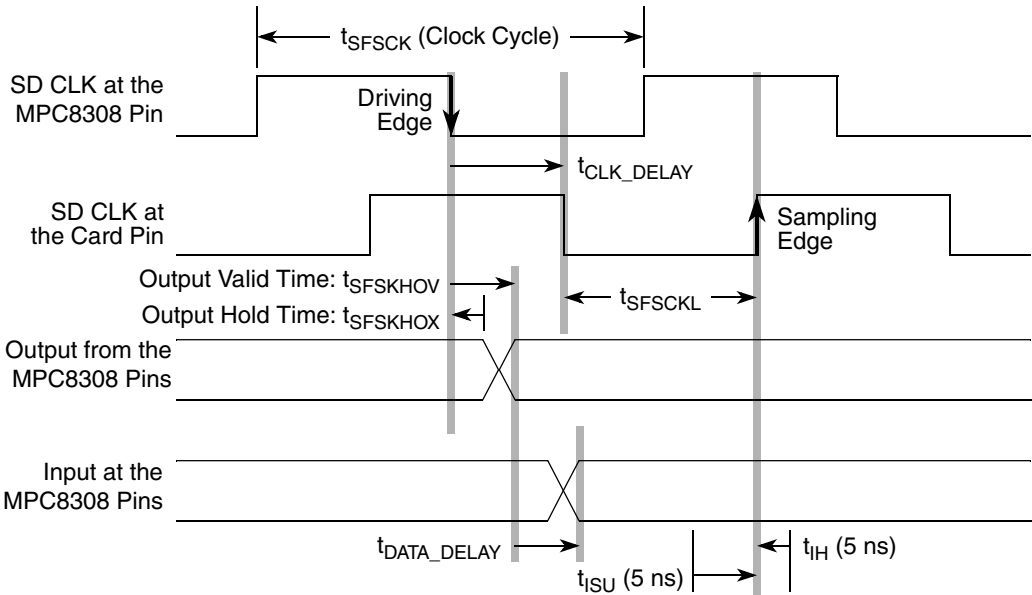 tSFSCK (Clock Cycle)
SD CLK at the
MPC8308 Pin
Driving
Edge
tCLK_DELAY
SD CLK at
the Card Pin
Sampling
Edge
Output Valid Time: tSFSKHOV
tSFSCKL
Output Hold Time: tSFSKHOX
Output from the
MPC8308 Pins
Input at the
MPC8308 Pins
tDATA_DELAY
tIH (5 ns)
tISU (5 ns)